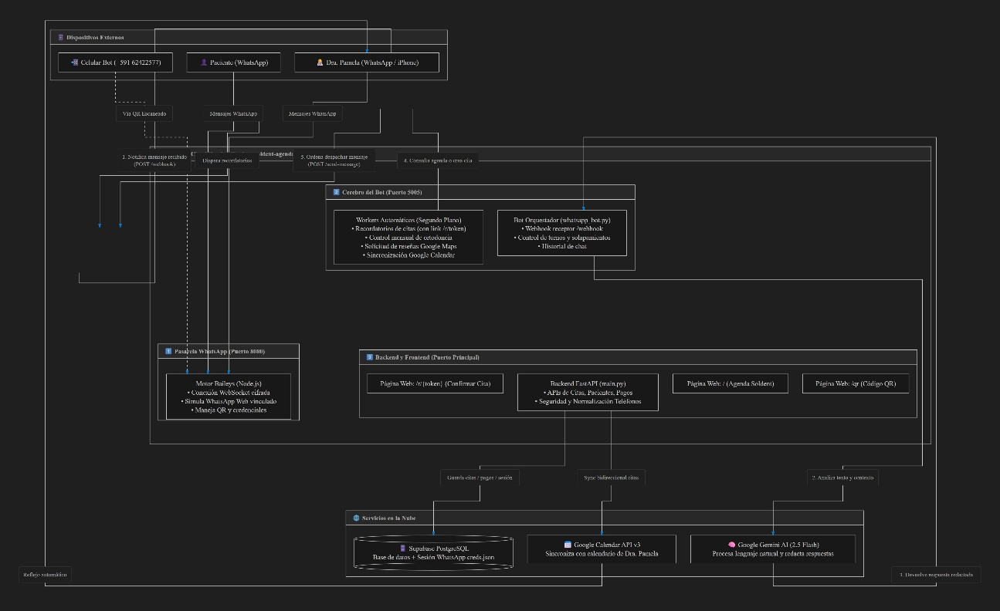 Dispositivos Externos
Celular Bot ( 591 62422577)
Paciente (WhatsApp)
Dra. Pamela (WhatsApp / iPhone)
Vía QR Escaneado
Mensajes WhatsApp
Mensajes WhatsApp
1. Notifica mensaje recibido
(POST /webhook)
Dispara recordatorios
5. Ordena despachar mensaje
(POST /send-message)
4. Consulta agenda o crea cita
2 Cerebro del Bot (Puerto 5005)
Workers Automáticos (Segundo Plano)
• Recordatorios de citas (con link /r/token)
• Control mensual de ortodoncia
• Solicitud de reseñas Google Maps
• Sincronización Google Calendar
Bot Orquestador (whatsapp_bot.py)
• Webhook receptor /webhook
• Control de turnos y solapamientos
• Historial de chat
1 Pasarela WhatsApp (Puerto 8080)
Motor Baileys (Node.js)
• Conexión WebSocket cifrada
• Simula WhatsApp Web vinculado
• Maneja QR y credenciales
3 Backend y Frontend (Puerto Principal)
Página Web: /r/{token} (Confirmar Cita)
Backend FastAPI (main.py)
• APIs de Citas, Pacientes, Pagos
• Seguridad y Normalización Teléfonos
Página Web: / (Agenda Soldent)
Página Web: /qr (Código QR)
Guarda citas / pagos / sesión
Sync bidireccional citas
2. Analiza texto y contexto
Servicios en la Nube
Supabase PostgreSQL
Base de datos + Sesión WhatsApp creds.json
Google Calendar API v3
Sincroniza con calendario de Dra. Pamela
Google Gemini AI (2.5 Flash)
Procesa lenguaje natural y redacta respuestas
Reflejo automático
3. Devuelve respuesta redactada